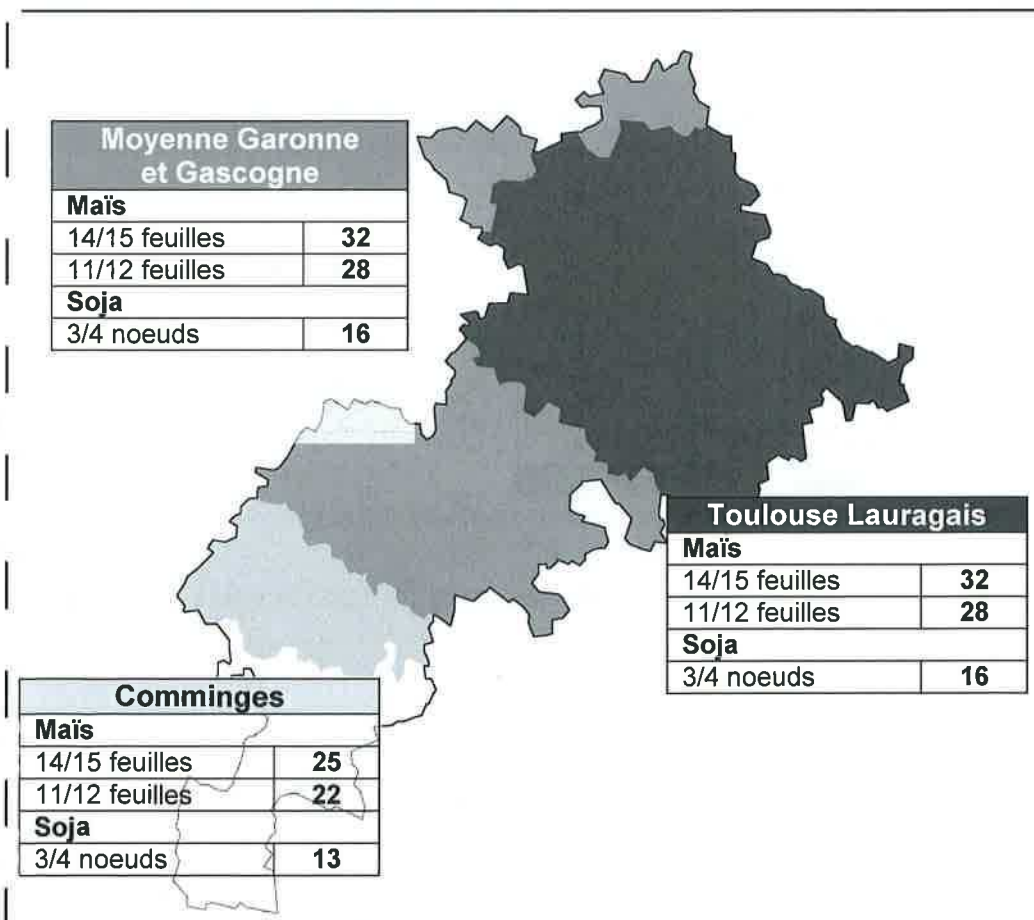 Moyenne Garonne
et Gascogne
Maïs
14/15 feuilles 32
11/12 feuilles 28
Soja
3/4 noeuds 16
Toulouse Lauragais
Maïs
14/15 feuilles 32
11/12 feuilles 28
Soja
3/4 noeuds 16
Comminges
Maïs
14/15 feuilles 25
11/12 feuilles 22
Soja
3/4 noeuds 13